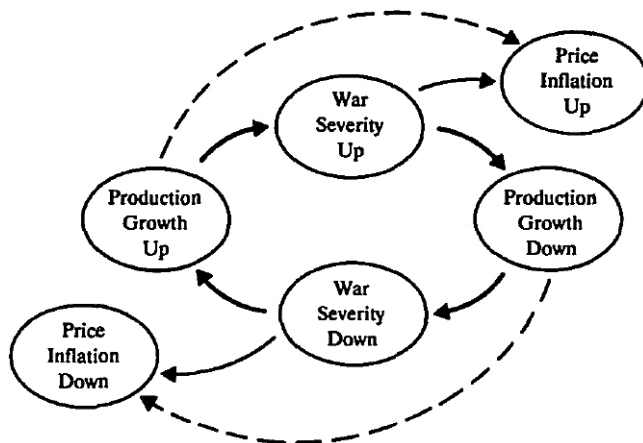 Price
Inflation
Up
War
Severity
Up
Production
Growth
Up
Production
Growth
Down
War
Severity
Down
Price
Inflation
Down